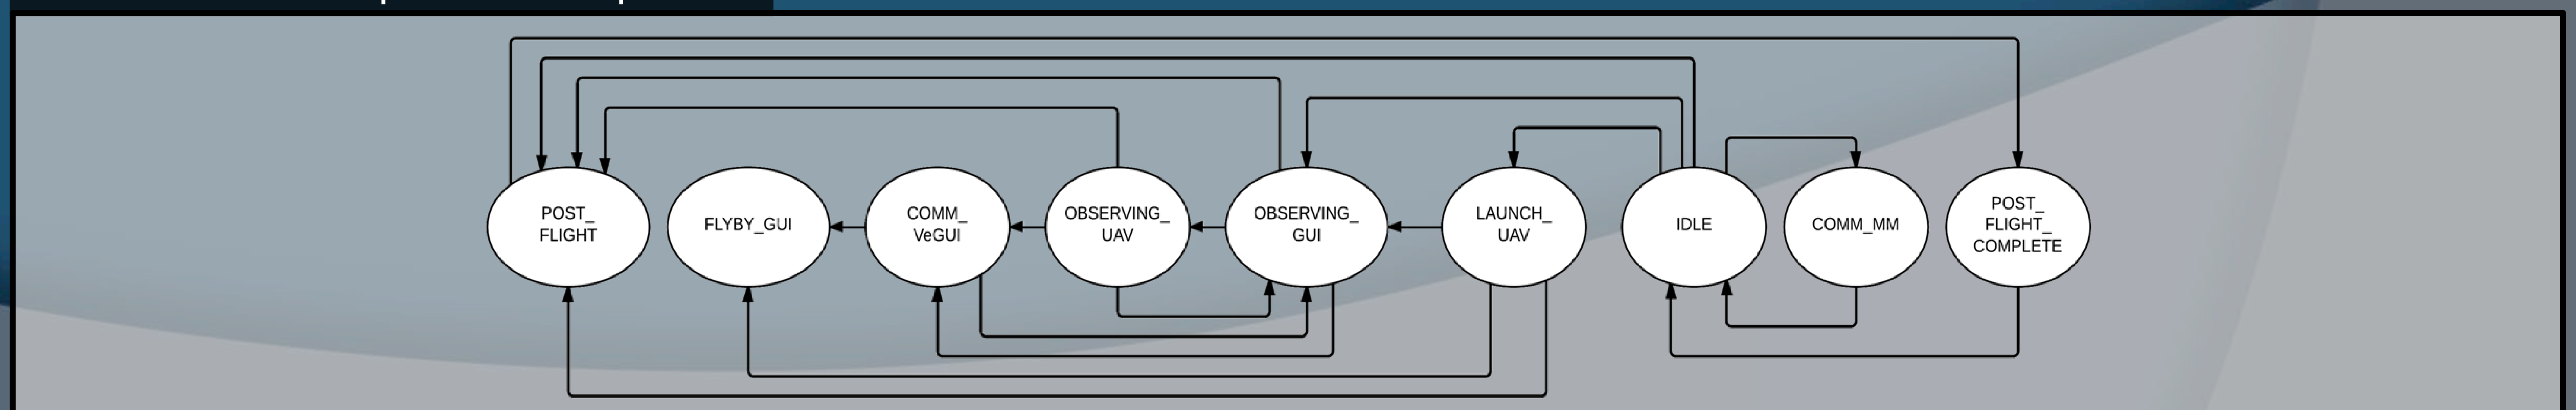 POST_
FLIGHT
FLYBY_GUI
COMM_
VeGUI
OBSERVING_
UAV
OBSERVING_
GUI
LAUNCH_
UAV
IDLE
COMM_MM
POST_
FLIGHT_
COMPLETE